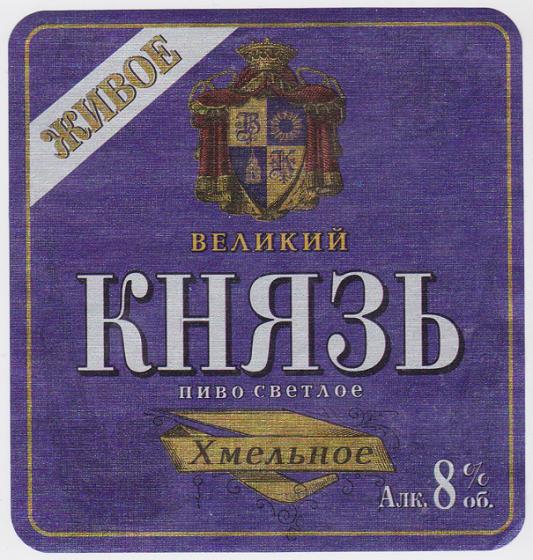 ЖИВОЕ
В К
ВЕЛИКИЙ
КНЯЗЬ
ПИВО СВЕТЛОЕ
Хмельное
Алк. 8 % об.